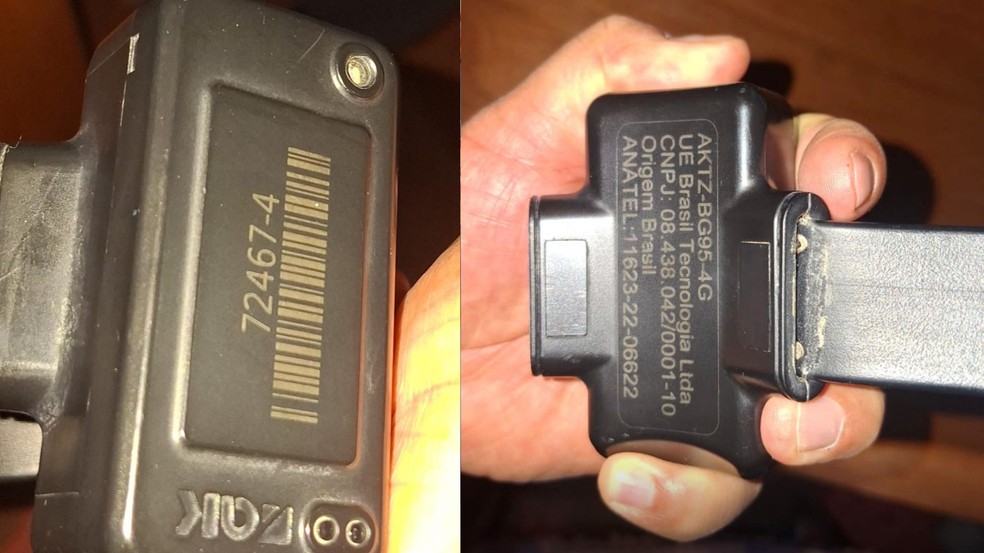 72467-4
AKTZ-BG95-4G
UE Brasil Tecnologia Ltda
CNPJ: 08.438.042/0001-10
Origem Brasil
ANATEL:11623-22-06622